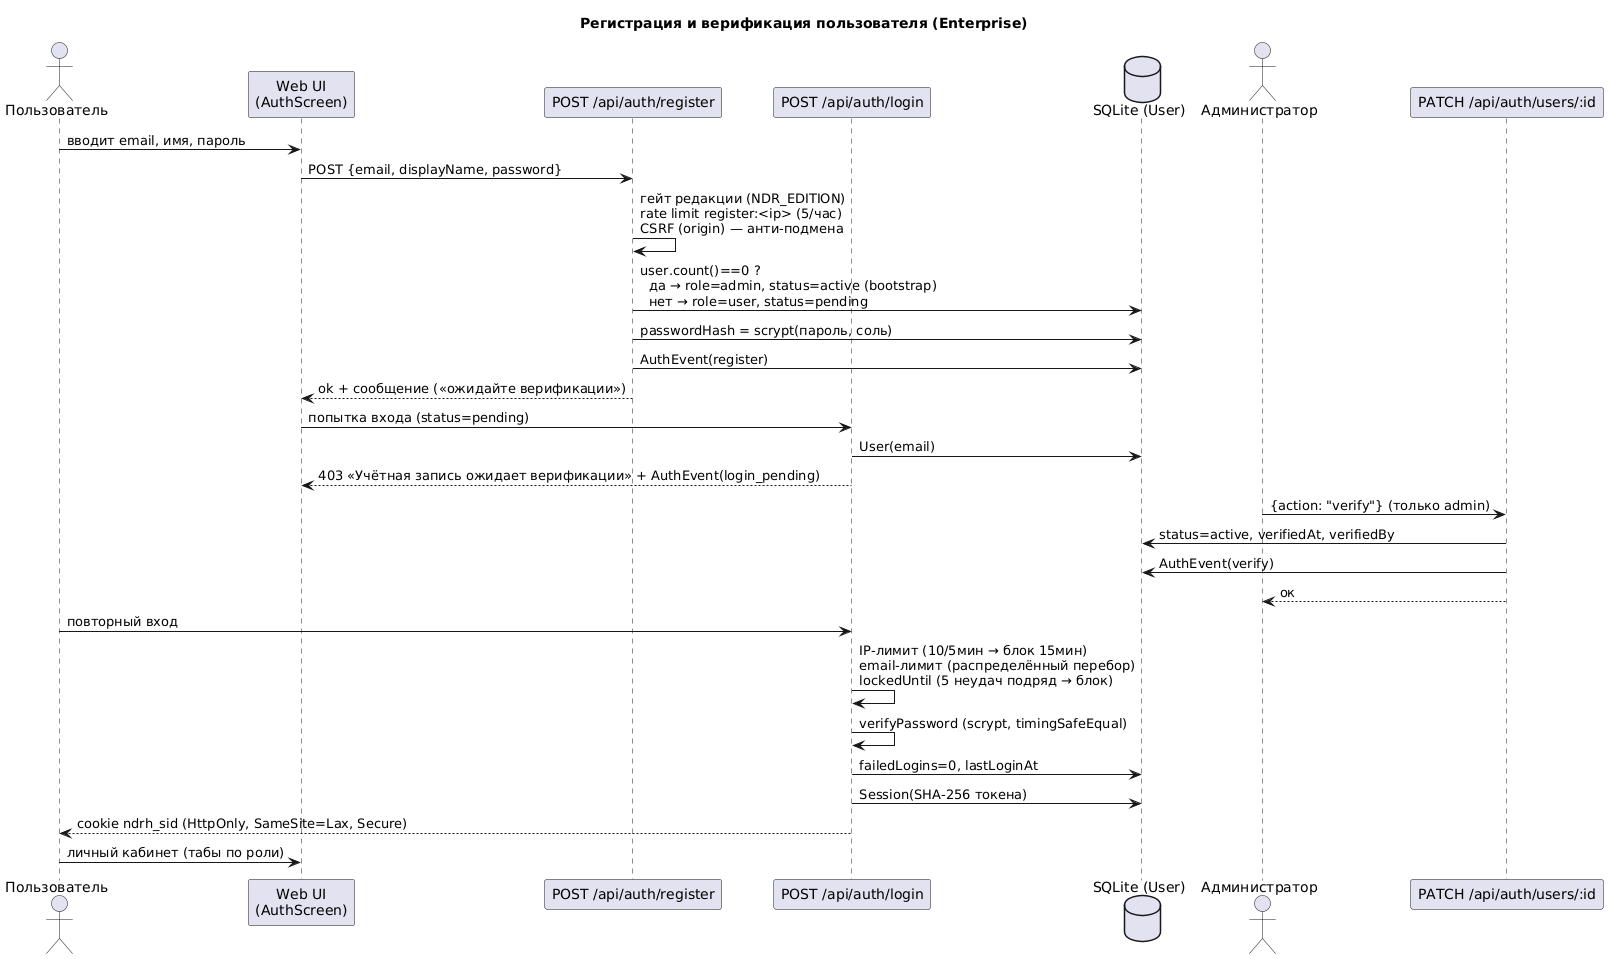 Регистрация и верификация пользователя (Enterprise)
Пользователь
Web UI
(AuthScreen)
POST /api/auth/register
POST /api/auth/login
SQLite (User)
Администратор
PATCH /api/auth/users/:id
вводит email, имя, пароль
POST {email, displayName, password}
гейт редакции (NDR_EDITION)
rate limit register:<ip> (5/час)
CSRF (origin) — анти-подмена
user.count()==0 ?
да → role=admin, status=active (bootstrap)
нет → role=user, status=pending
passwordHash = scrypt(пароль, соль)
AuthEvent(register)
ok + сообщение («ожидайте верификации»)
попытка входа (status=pending)
User(email)
403 «Учётная запись ожидает верификации» + AuthEvent(login_pending)
{action: "verify"} (только admin)
status=active, verifiedAt, verifiedBy
AuthEvent(verify)
ок
повторный вход
IP-лимит (10/5мин → блок 15мин)
email-лимит (распределённый перебор)
lockedUntil (5 неудач подряд → блок)
verifyPassword (scrypt, timingSafeEqual)
failedLogins=0, lastLoginAt
Session(SHA-256 токена)
cookie ndrh_sid (HttpOnly, SameSite=Lax, Secure)
личный кабинет (табы по роли)
Пользователь
Web UI
(AuthScreen)
POST /api/auth/register
POST /api/auth/login
SQLite (User)
Администратор
PATCH /api/auth/users/:id